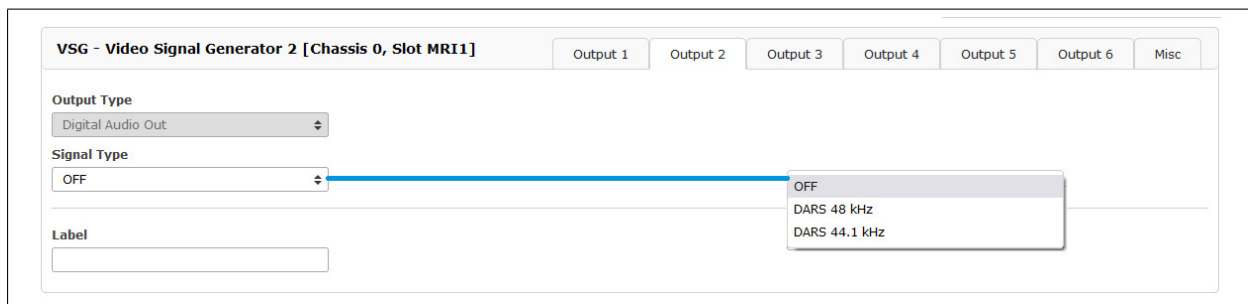 VSG - Video Signal Generator 2 [Chassis 0, Slot MRI1]
Output 1
Output 2
Output 3
Output 4
Output 5
Output 6
Misc
Output Type
Digital Audio Out
Signal Type
OFF
OFF
DARS 48 kHz
DARS 44.1 kHz
Label